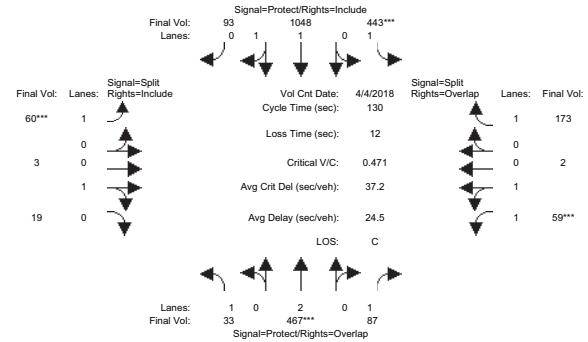 Signal=Protect/Rights=Include
Final Vol: 93 1048 443***
Lanes: 0 1 1 0 1
Signal=Split Signal=Split
Final Vol: Lanes: Rights=Include Vol Cnt Date: 4/4/2018 Rights=Overlap Lanes: Final Vol:
Cycle Time (sec): 130
60*** 1 1 173
Loss Time (sec): 12
0 0
3 0 Critical V/C: 0.471 0 2
1 Avg Crit Del (sec/veh): 37.2 1
19 0 Avg Delay (sec/veh): 24.5 1 59***
LOS: C
Lanes: 1 0 2 0 1
Final Vol: 33 467*** 87
Signal=Protect/Rights=Overlap